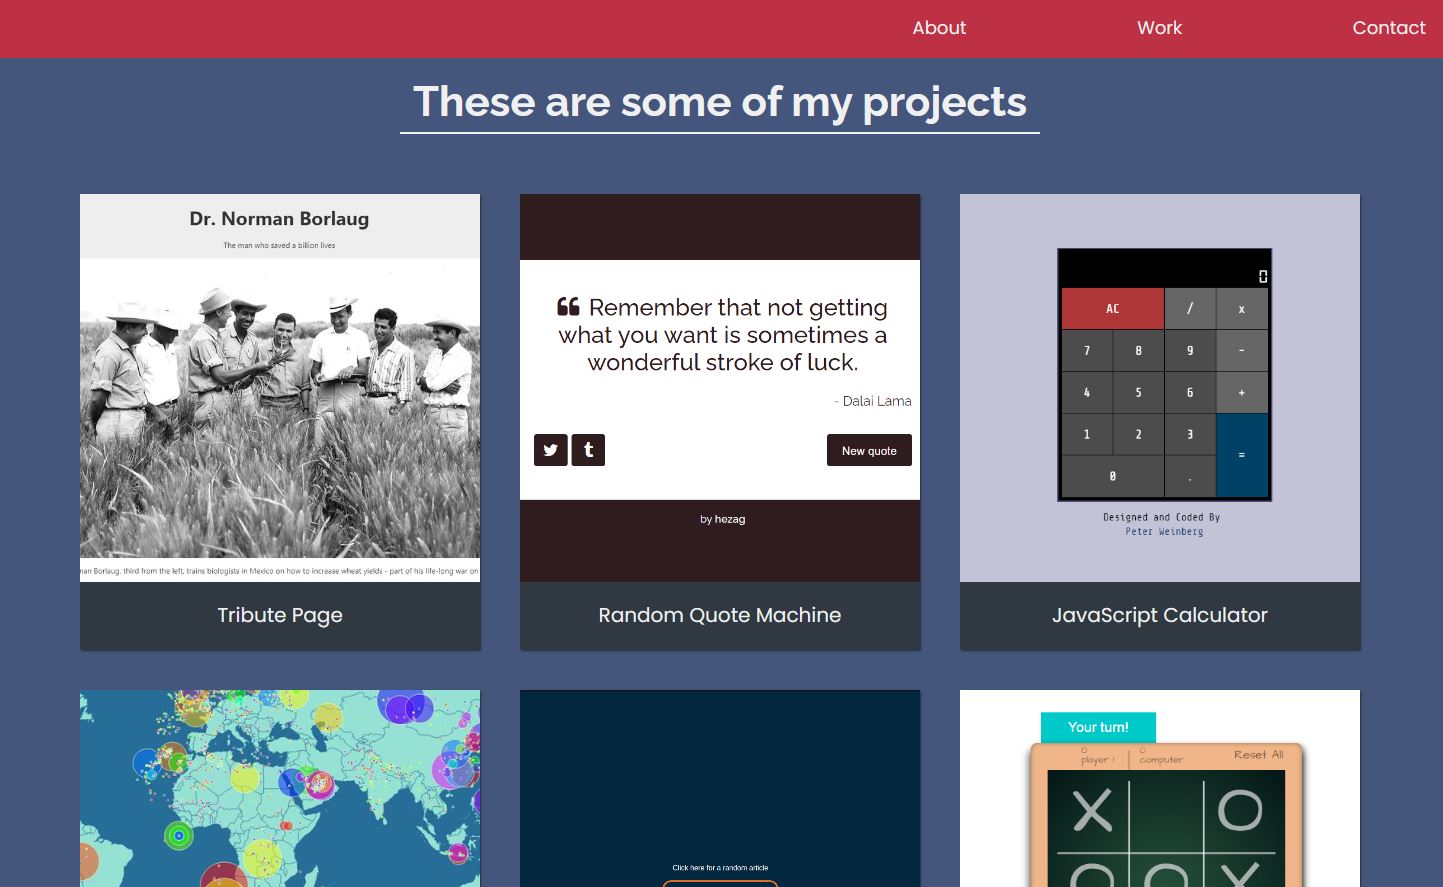 About
Work
Contact
These are some of my projects
Dr. Norman Borlaug
The man who saved a billion lives
Borlaug, third from the left, trains biologists in Mexico on how to increase wheat yields - part of his life-long war on
Tribute Page
Remember that not getting
what you want is sometimes a
wonderful stroke of luck.
- Dalai Lama
New quote
by hezag
Random Quote Machine
0
AC / x
7 8 9 -
4 5 6 +
1 2 3
=
0 .
Designed and Coded By
Peter Weinberg
JavaScript Calculator
Click here for a random article
Your turn!
0 0
player 1 computer
Reset All
X O
O O X